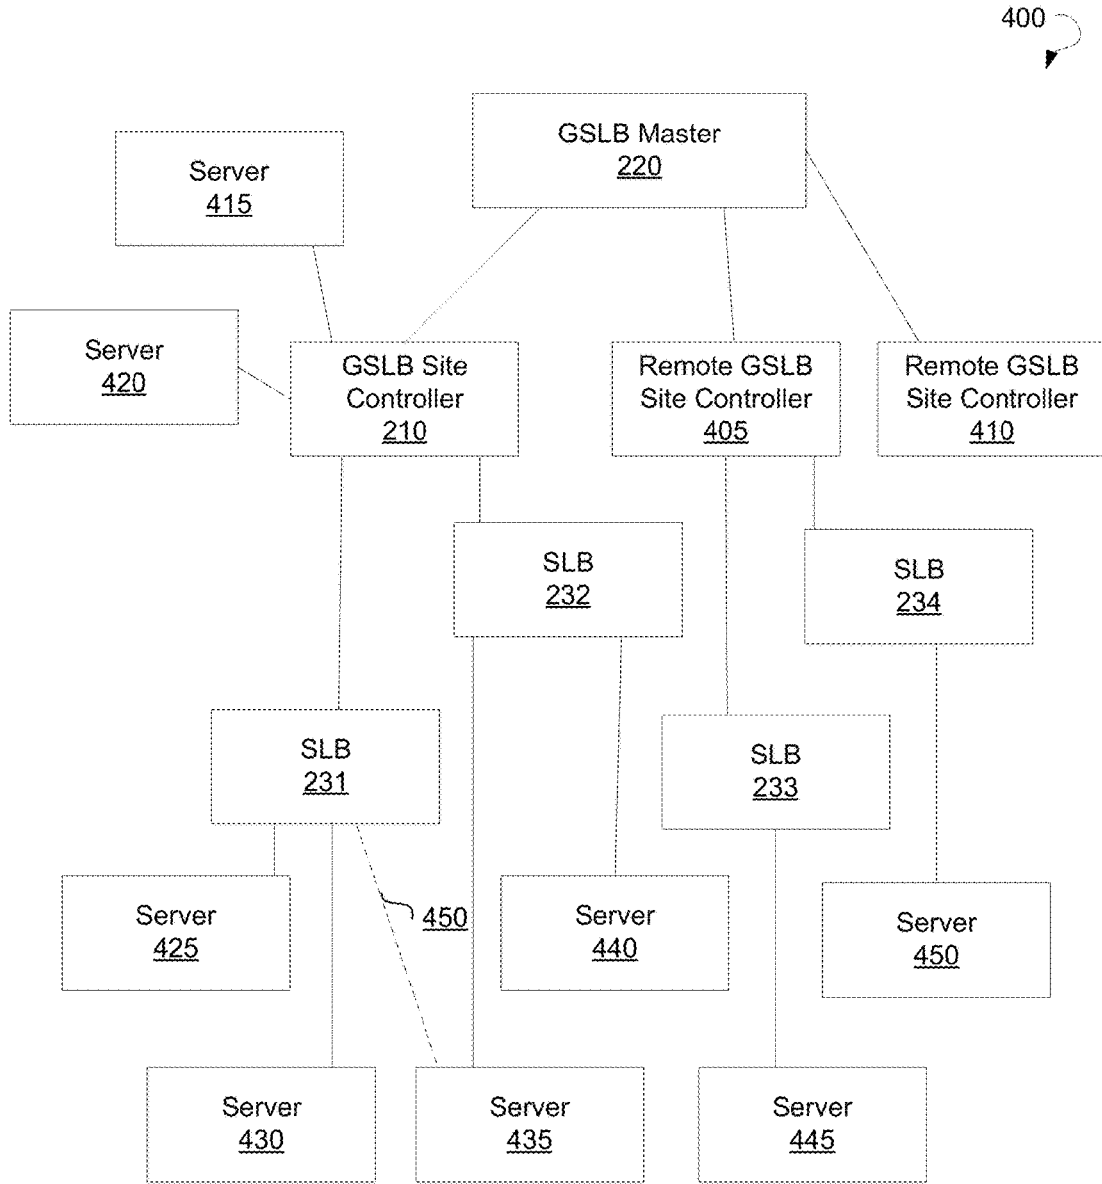 400
GSLB Master
220
Server
415
Server
420
GSLB Site
Controller
210
Remote GSLB
Site Controller
405
Remote GSLB
Site Controller
410
SLB
232
SLB
234
SLB
231
SLB
233
Server
425
450
Server
440
Server
450
Server
430
Server
435
Server
445